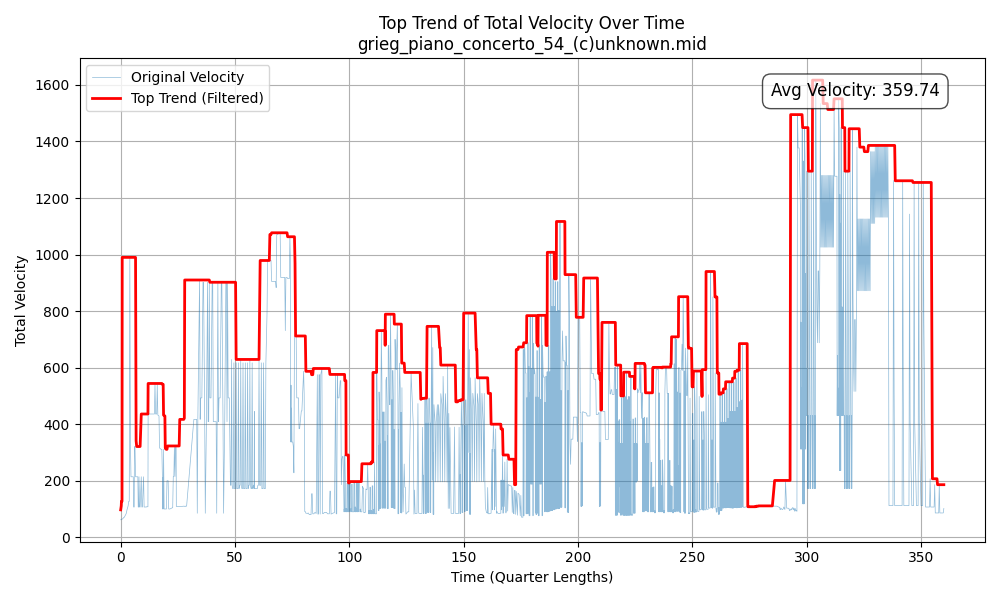 Top Trend of Total Velocity Over Time
grieg_piano_concerto_54_(c)unknown.mid
Original Velocity
Top Trend (Filtered)
Avg Velocity: 359.74
Total Velocity
1600
1400
1200
1000
800
600
400
200
0
0 50 100 150 200 250 300 350
Time (Quarter Lengths)